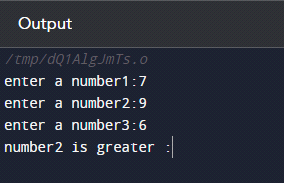 Output
/tmp/dQ1AlgJmTs.o
enter a number1:7
enter a number2:9
enter a number3:6
number2 is greater :